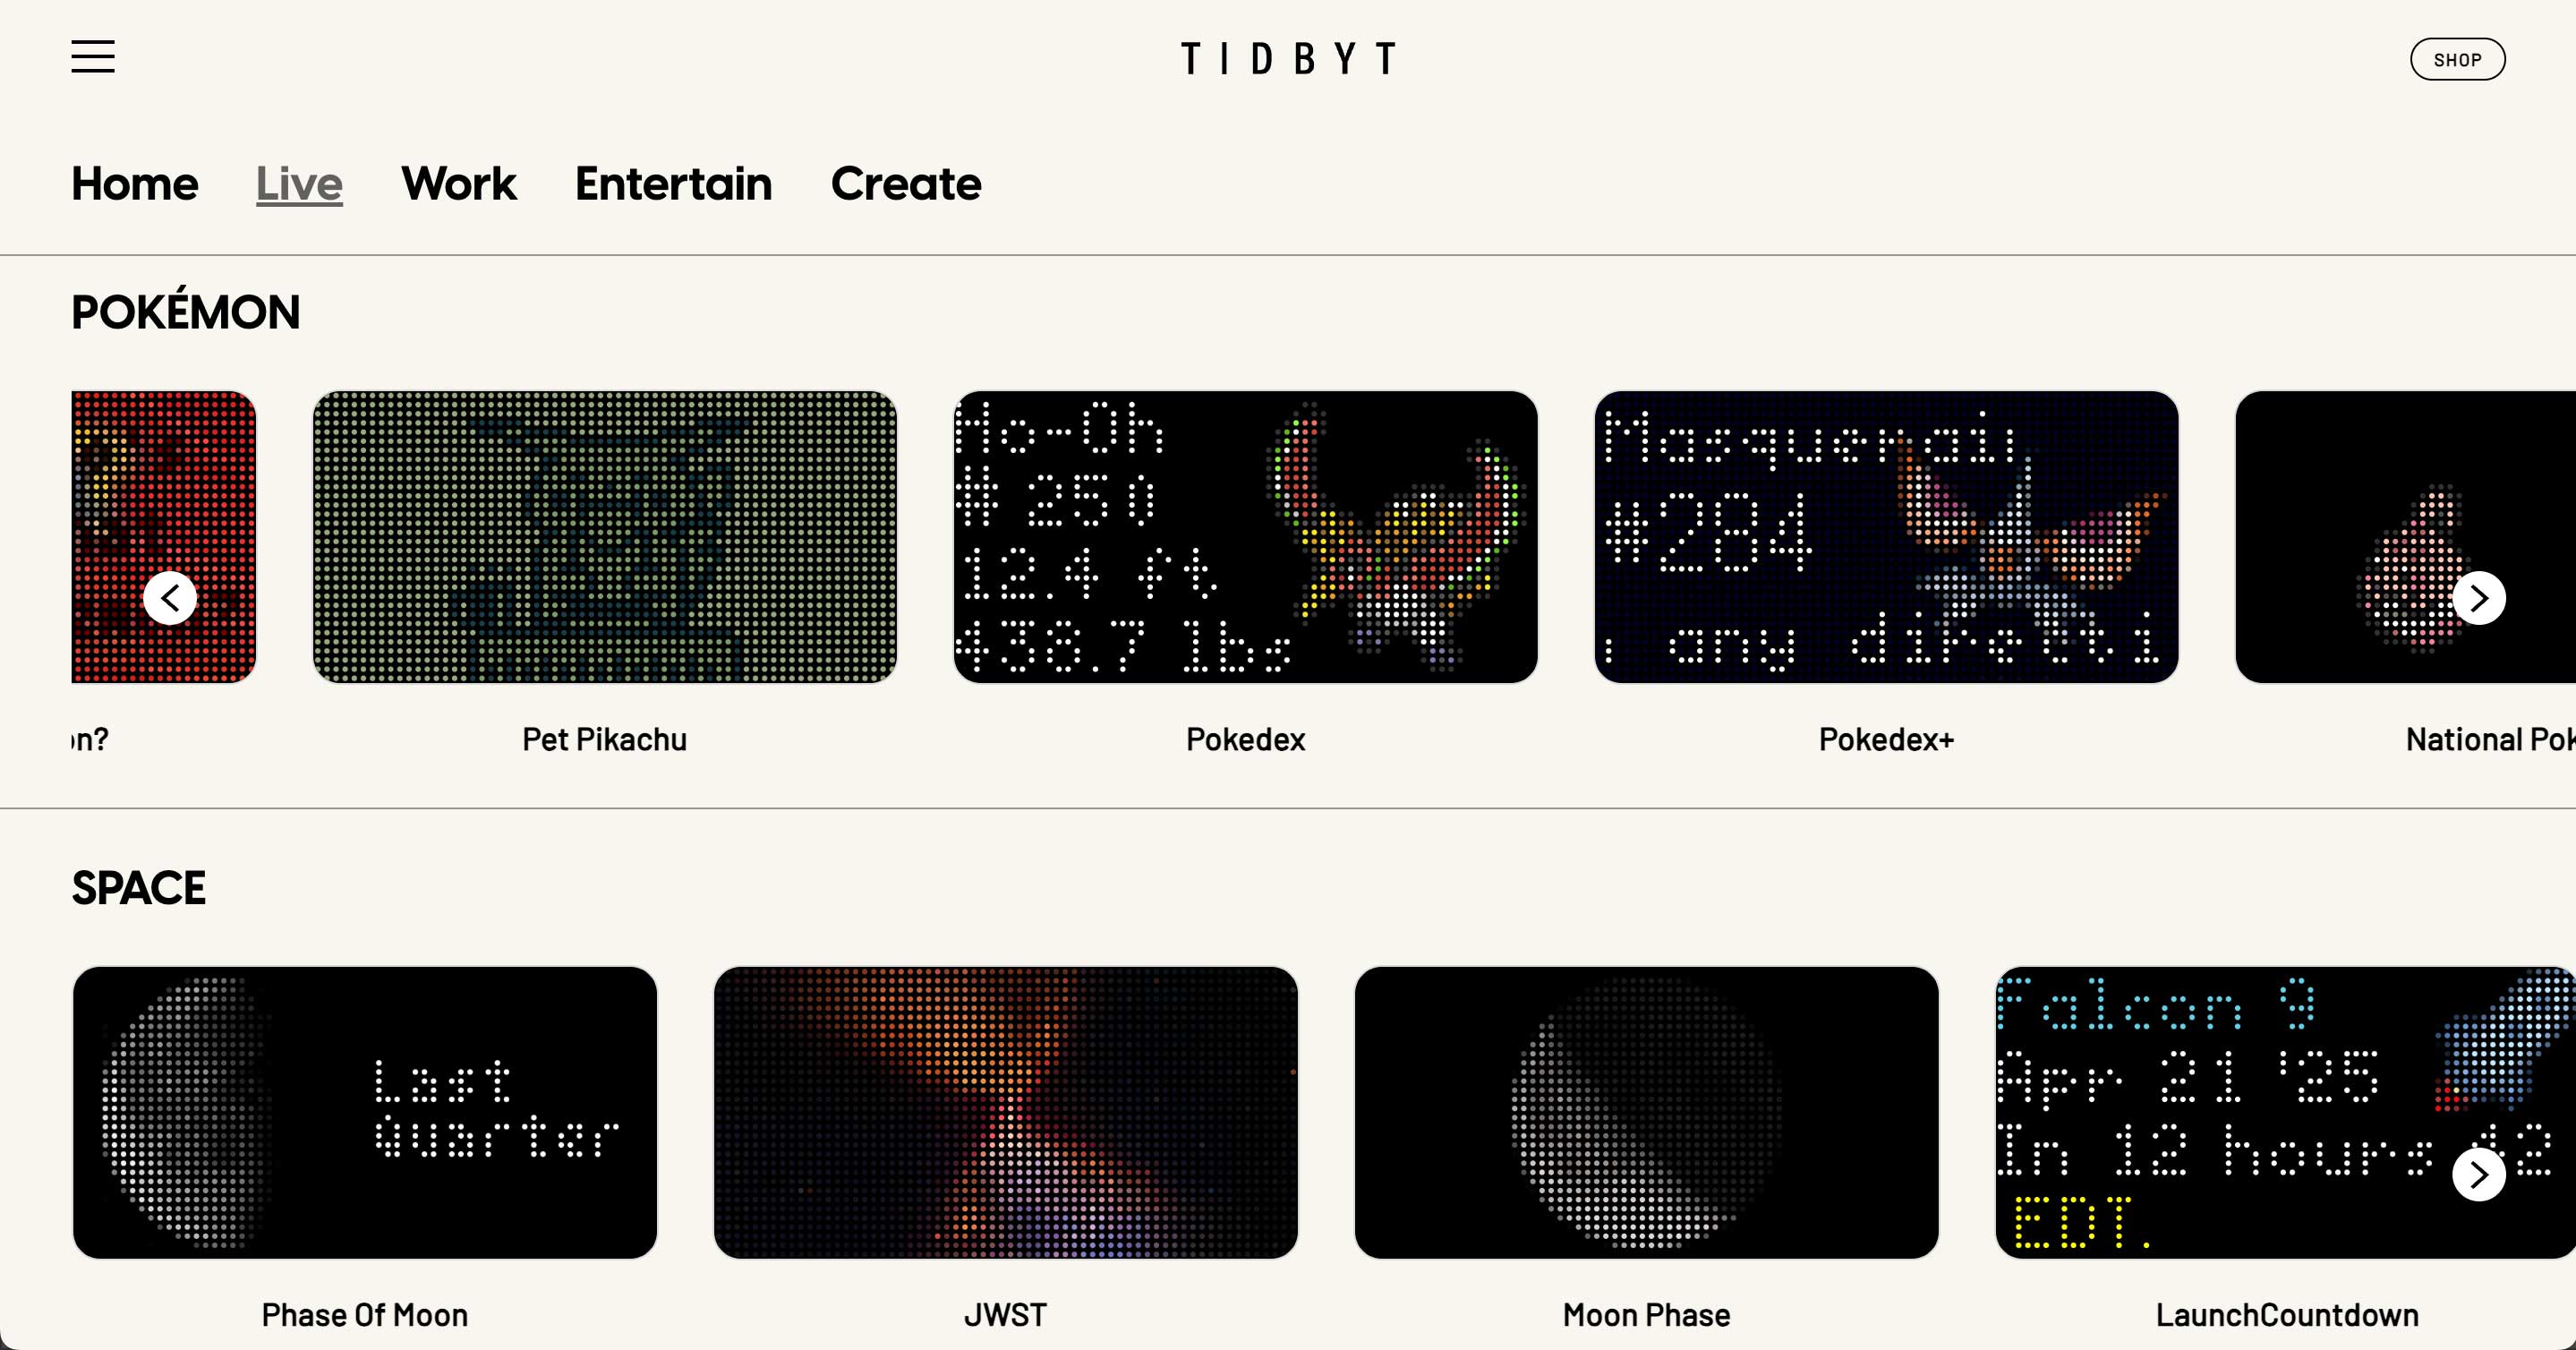 TIDBYT
SHOP
Home Live Work Entertain Create
POKÉMON
Ho-Oh
# 250
12.4 ft
438.7 lbs
Masquerain
#284
any directi
on?
Pet Pikachu
Pokedex
Pokedex+
National Pok
SPACE
Last
Quarter
Falcon 9
Apr 21 '25
In 12 hours 42
EDT.
Phase Of Moon
JWST
Moon Phase
LaunchCountdown